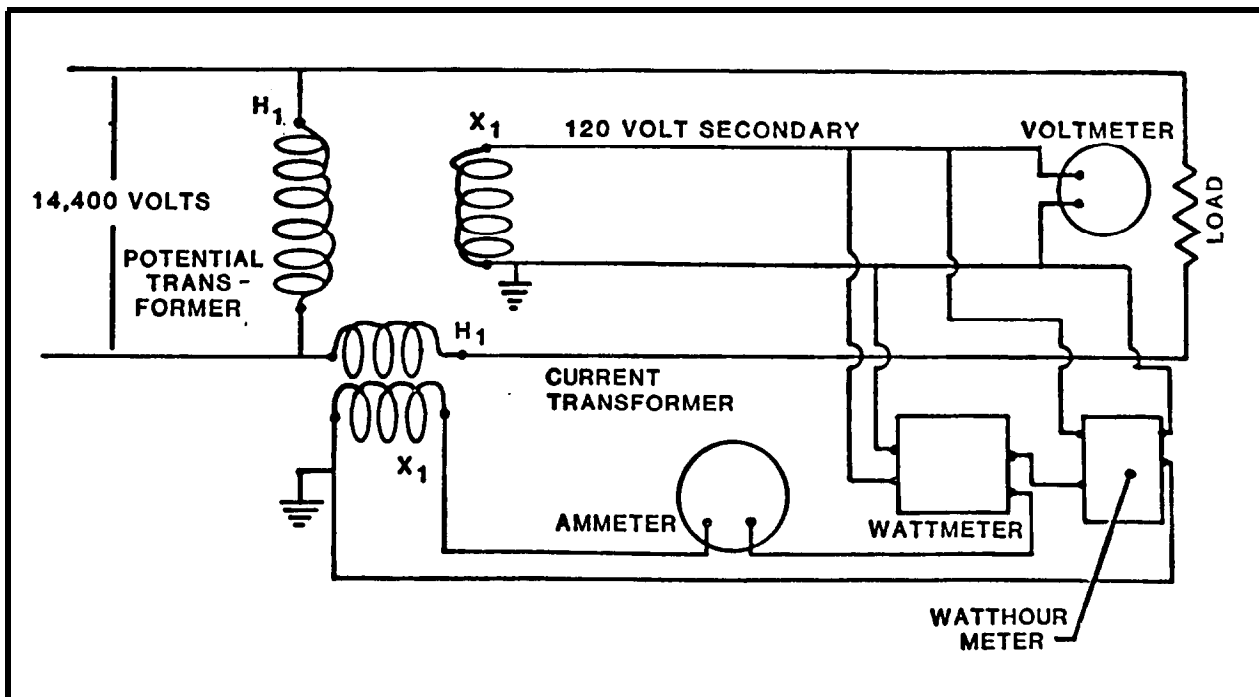 H1
X1
120 VOLT SECONDARY
VOLTMETER
14,400 VOLTS
LOAD
POTENTIAL
TRANS-
FORMER
H1
CURRENT
TRANSFORMER
X1
AMMETER
WATTMETER
WATTHOUR
METER